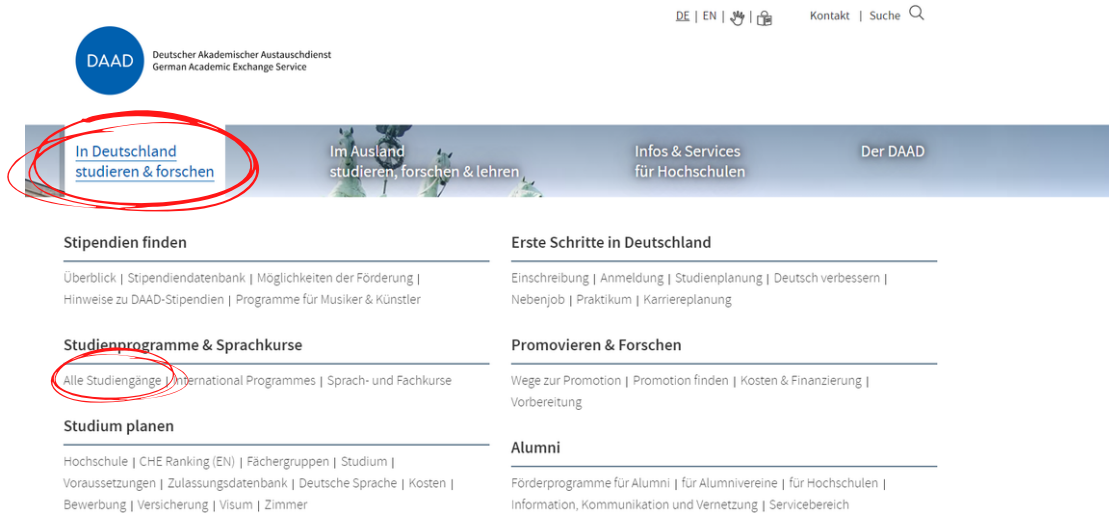 DE | EN | | Kontakt | Suche
DAAD
Deutscher Akademischer Austauschdienst
German Academic Exchange Service
In Deutschland
studieren & forschen
Im Ausland
studieren, forschen & lehren
Infos & Services
für Hochschulen
Der DAAD
Stipendien finden
Überblick | Stipendiendatenbank | Möglichkeiten der Förderung |
Hinweise zu DAAD-Stipendien | Programme für Musiker & Künstler
Erste Schritte in Deutschland
Einschreibung | Anmeldung | Studienplanung | Deutsch verbessern |
Nebenjob | Praktikum | Karriereplanung
Studienprogramme & Sprachkurse
Alle Studiengänge | International Programmes | Sprach- und Fachkurse
Promovieren & Forschen
Wege zur Promotion | Promotion finden | Kosten & Finanzierung |
Vorbereitung
Studium planen
Hochschule | CHE Ranking (EN) | Fächergruppen | Studium |
Voraussetzungen | Zulassungsdatenbank | Deutsche Sprache | Kosten |
Bewerbung | Versicherung | Visum | Zimmer
Alumni
Förderprogramme für Alumni | für Alumnivereine | für Hochschulen |
Information, Kommunikation und Vernetzung | Servicebereich